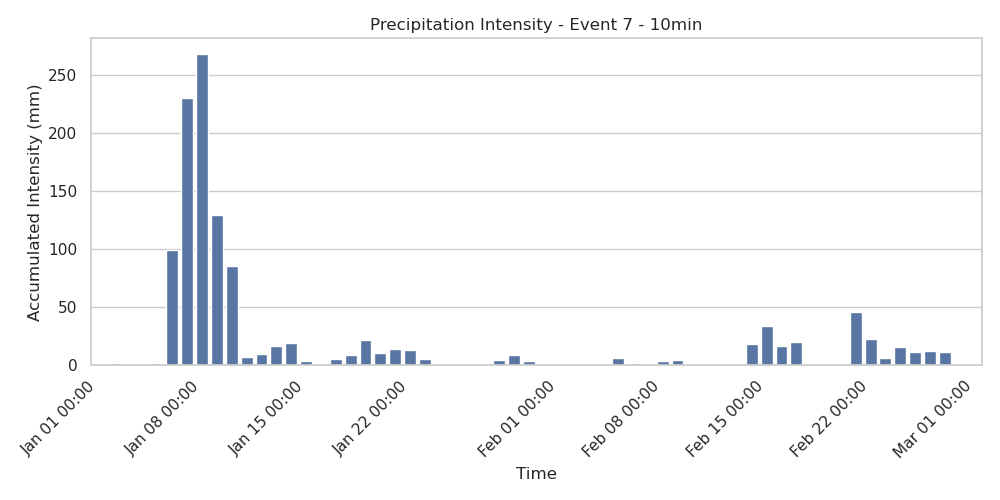 Precipitation Intensity - Event 7 - 10min
Accumulated Intensity (mm)
250
200
150
100
50
0
Jan 01 00:00
Jan 08 00:00
Jan 15 00:00
Jan 22 00:00
Feb 01 00:00
Feb 08 00:00
Feb 15 00:00
Feb 22 00:00
Mar 01 00:00
Time